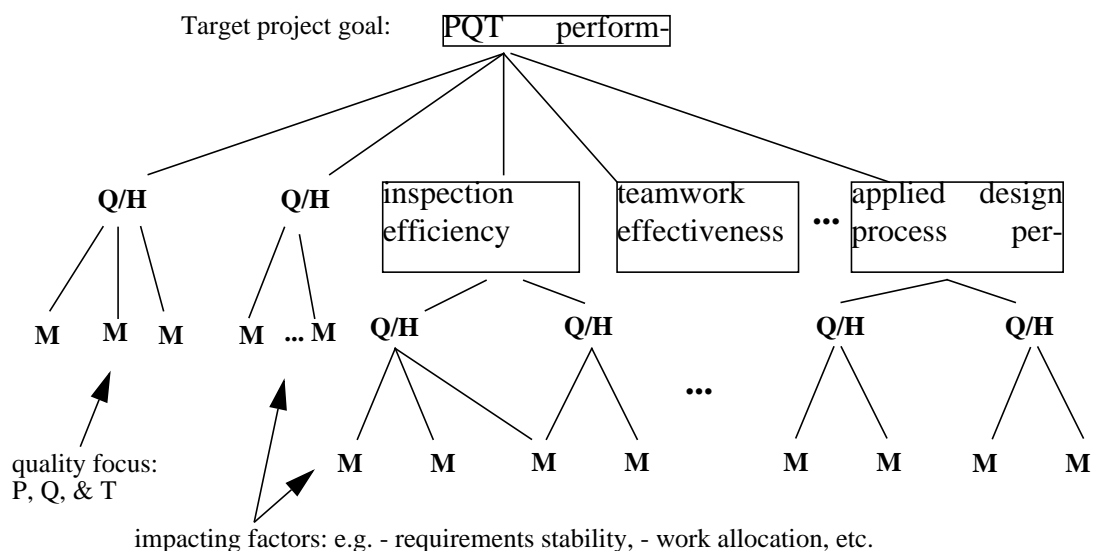 Target project goal: PQT perform-
Q/H Q/H inspection teamwork ... applied design
efficiency effectiveness process per-
M M M M ... M Q/H Q/H Q/H Q/H
...
quality focus: M M M M M M M M
P, Q, & T
impacting factors: e.g. - requirements stability, - work allocation, etc.